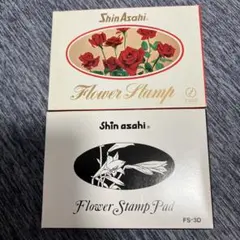 Shin Asahi®
Flower Stamp
Shin asahi®
Flower Stamp Pad
FS-3D